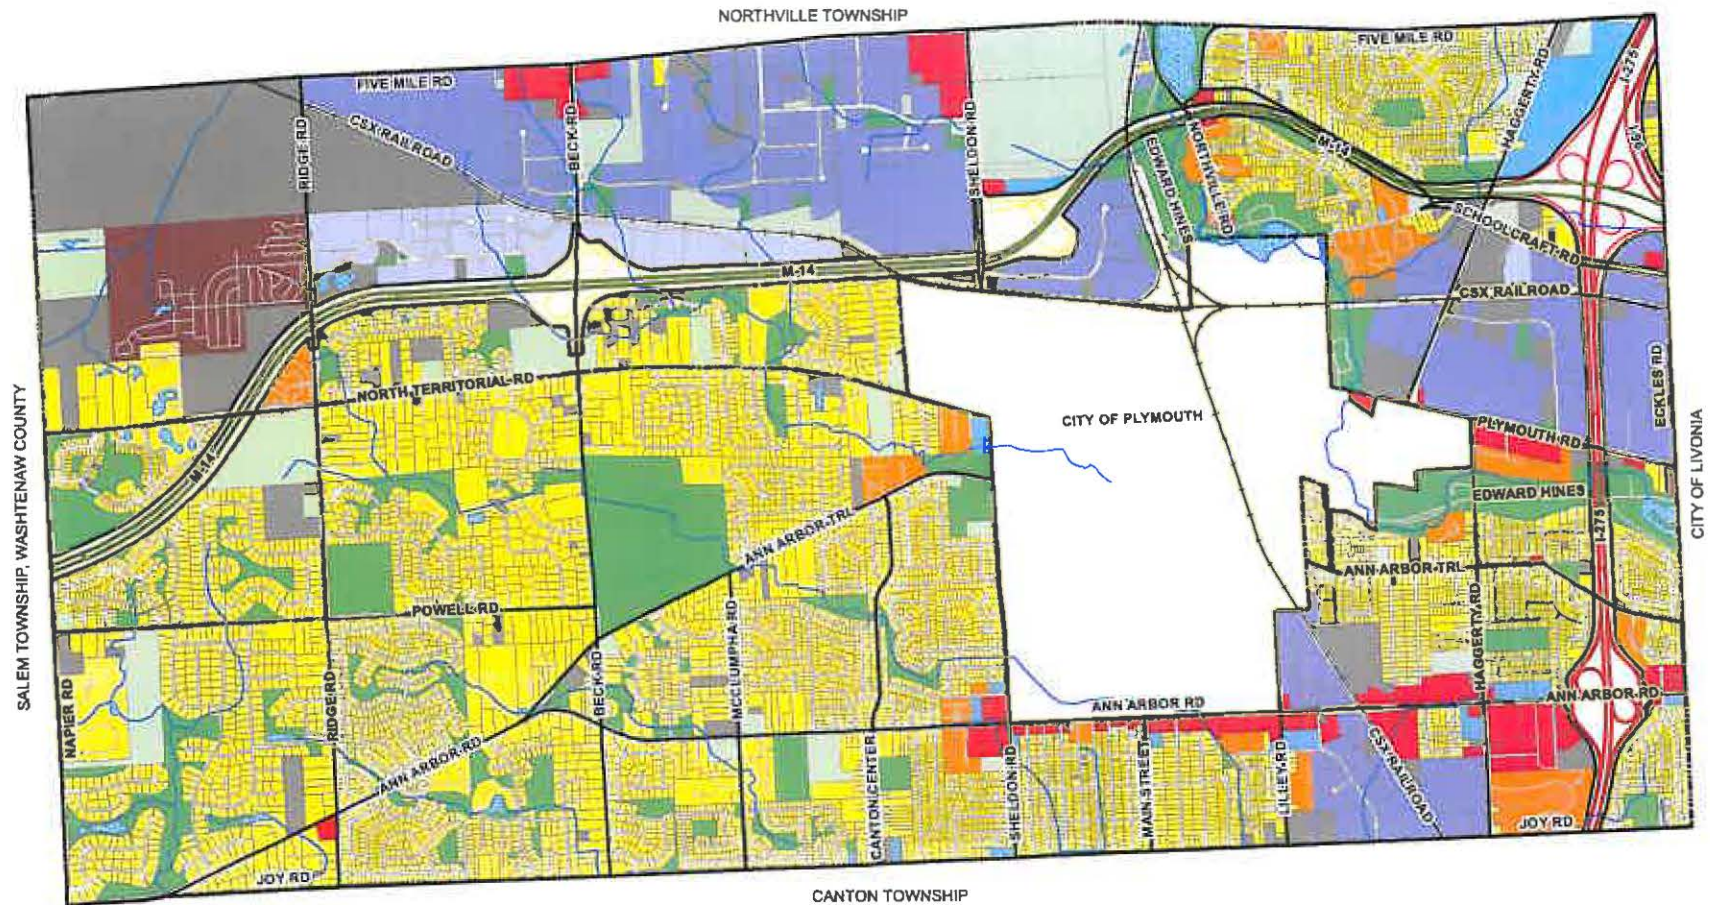 NORTHVILLE TOWNSHIP
FIVE MILE RD
FIVE MILE RD
I-275
HAGGERTY RD
I-96
CSX RAILROAD
RIDGE RD
BECK RD
SHELDON RD
NORTHVILLE RD
EDWARD HINES
M-14
SCHOOLCRAFT RD
M-14
CSX RAILROAD
NORTH TERRITORIAL RD
ECKLES RD
SALEM TOWNSHIP, WASHTENAW COUNTY
CITY OF PLYMOUTH
PLYMOUTH RD
CITY OF LIVONIA
M-14
EDWARD HINES
ANN ARBOR TRL
I-275
ANN ARBOR TRL
POWELL RD
MCCLUMPHA RD
HAGGERTY RD
NAPIER RD
RIDGE RD
BECK RD
ANN ARBOR RD
ANN ARBOR RD
ANN ARBOR RD
CANTON CENTER
SHELDON RD
MAIN STREET
LILLEY RD
CSX RAILROAD
JOY RD
JOY RD
CANTON TOWNSHIP